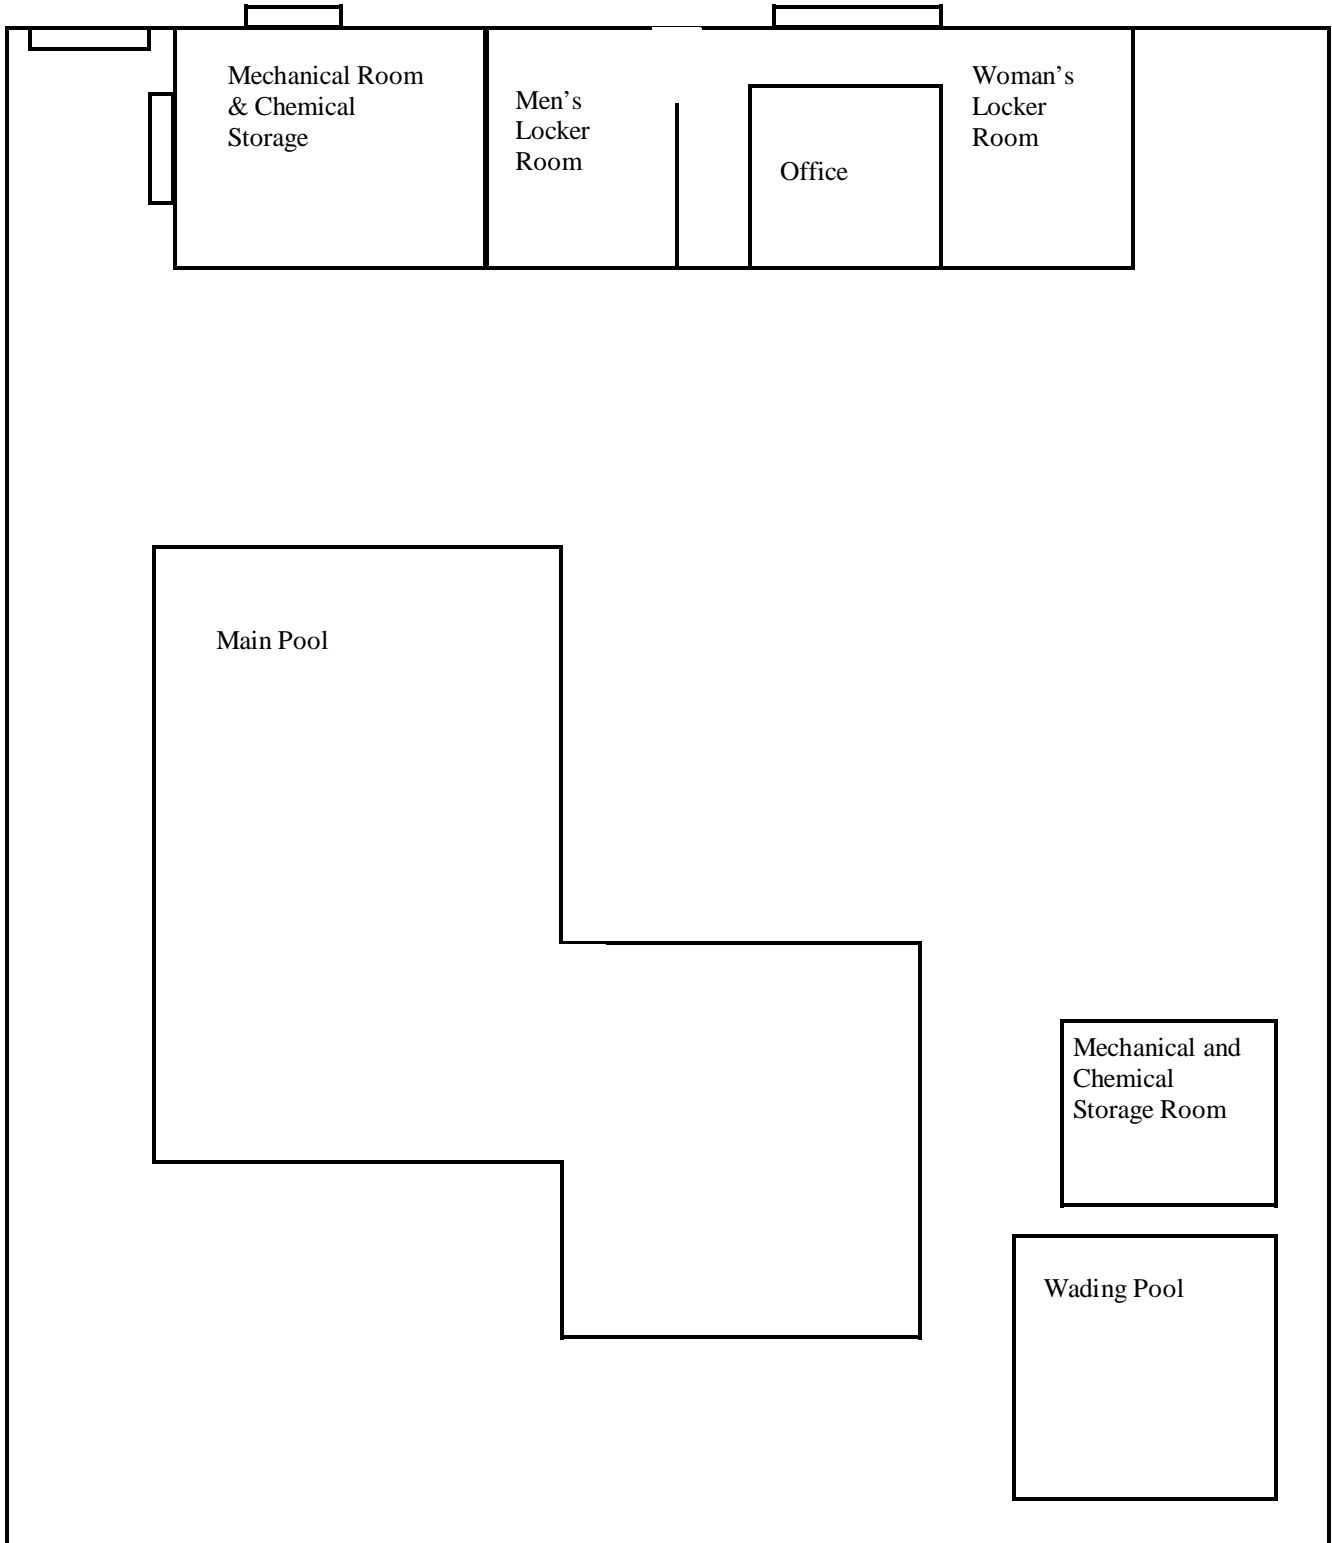 Mechanical Room
& Chemical
Storage
Men’s
Locker
Room
Office
Woman’s
Locker
Room
Main Pool
Mechanical and
Chemical
Storage Room
Wading Pool